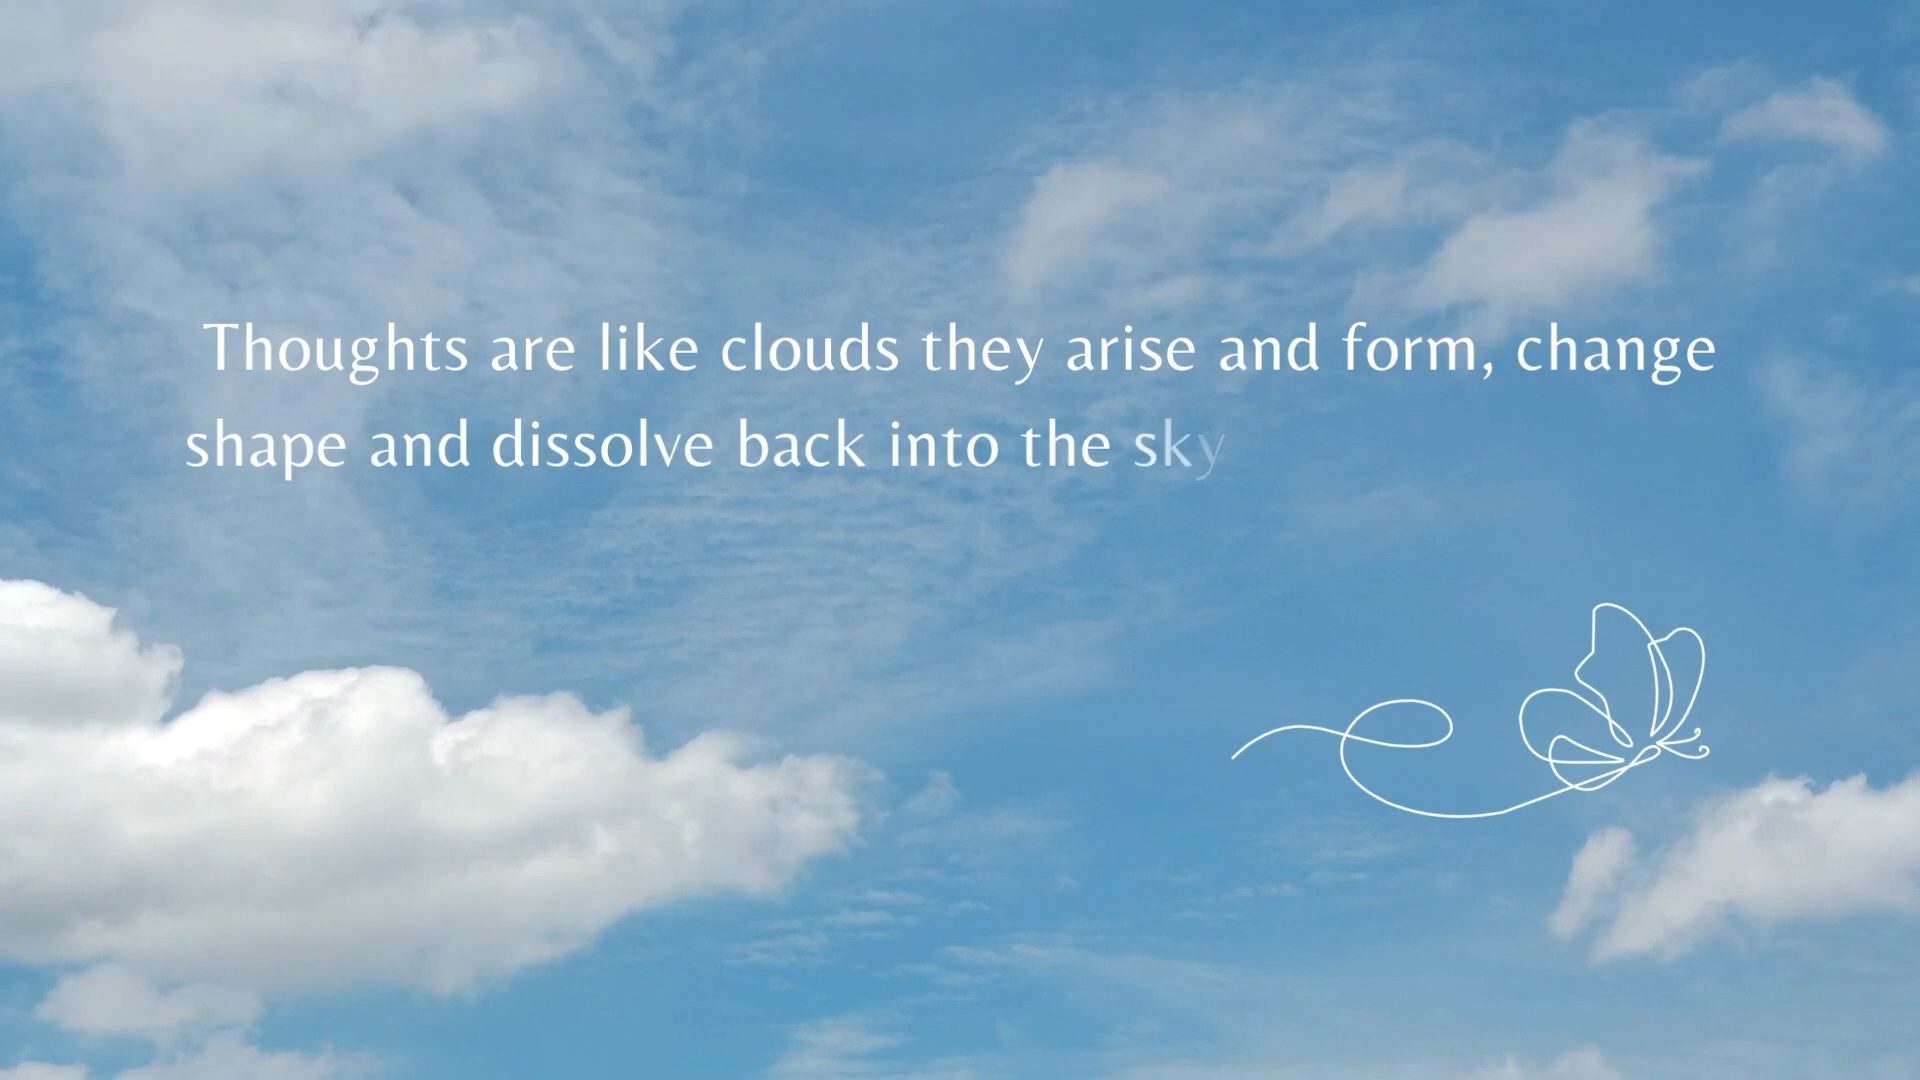 Thoughts are like clouds they arise and form, change
shape and dissolve back into the sky